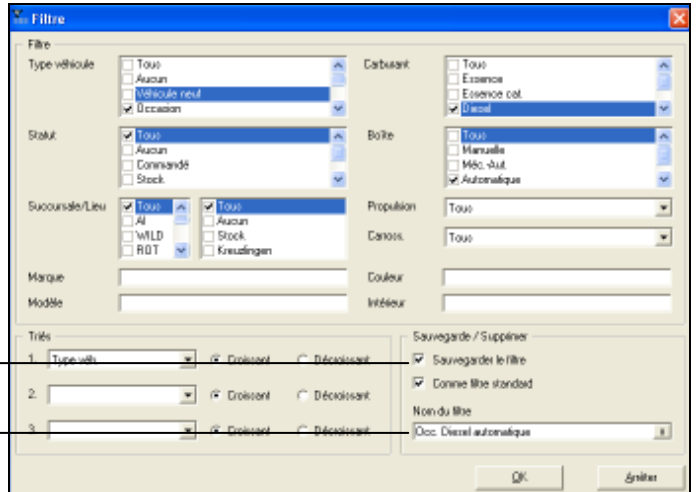 Filtre
Filtre
Type véhicule
Tous
Aucun
Véhicule neuf
Occasion
Carburant
Tous
Essence
Essence cat.
Diesel
Statut
Tous
Aucun
Commandé
Stock
Boîte
Tous
Manuelle
Méc.-Aut.
Automatique
Succursale/Lieu
Tous
AI
WILD
ROT
Tous
Aucun
Stock
Kreuzlingen
Propulsion
Tous
Carross.
Tous
Marque
Couleur
Modèle
Intérieur
Triés
1. Type véh. Croissant Décroissant
2. Croissant Décroissant
3. Croissant Décroissant
Sauvegarde / Supprimer
Sauvegarder le filtre
Comme filtre standard
Nom du filtre
Occ. Diesel automatique
OK
Arrêter